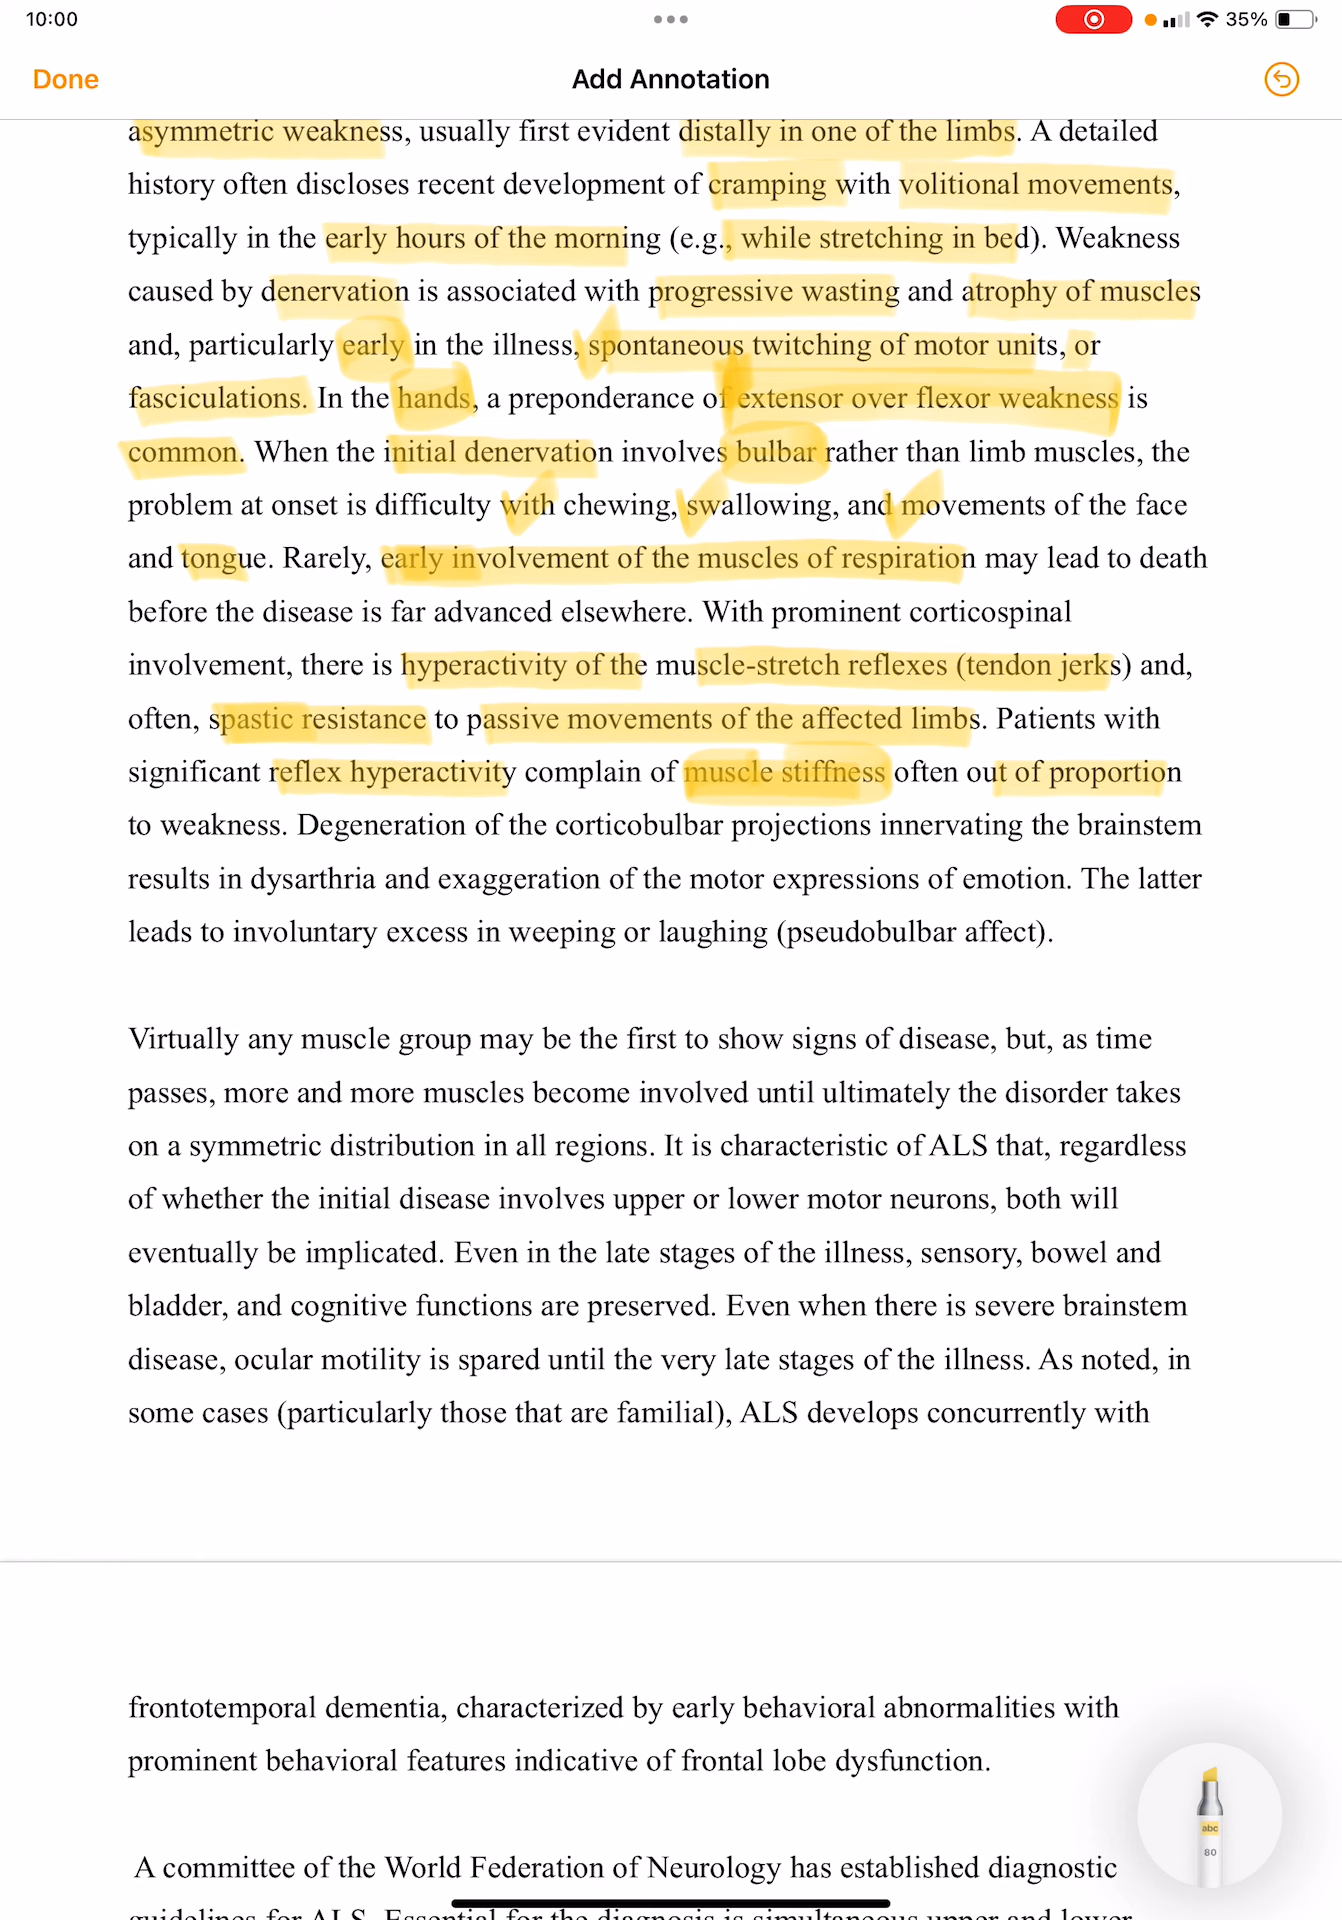 10:00
35%
Done
Add Annotation
asymmetric weakness, usually first evident distally in one of the limbs. A detailed
history often discloses recent development of cramping with volitional movements,
typically in the early hours of the morning (e.g., while stretching in bed). Weakness
caused by denervation is associated with progressive wasting and atrophy of muscles
and, particularly early in the illness, spontaneous twitching of motor units, or
fasciculations. In the hands, a preponderance of extensor over flexor weakness is
common. When the initial denervation involves bulbar rather than limb muscles, the
problem at onset is difficulty with chewing, swallowing, and movements of the face
and tongue. Rarely, early involvement of the muscles of respiration may lead to death
before the disease is far advanced elsewhere. With prominent corticospinal
involvement, there is hyperactivity of the muscle-stretch reflexes (tendon jerks) and,
often, spastic resistance to passive movements of the affected limbs. Patients with
significant reflex hyperactivity complain of muscle stiffness often out of proportion
to weakness. Degeneration of the corticobulbar projections innervating the brainstem
results in dysarthria and exaggeration of the motor expressions of emotion. The latter
leads to involuntary excess in weeping or laughing (pseudobulbar affect).
Virtually any muscle group may be the first to show signs of disease, but, as time
passes, more and more muscles become involved until ultimately the disorder takes
on a symmetric distribution in all regions. It is characteristic of ALS that, regardless
of whether the initial disease involves upper or lower motor neurons, both will
eventually be implicated. Even in the late stages of the illness, sensory, bowel and
bladder, and cognitive functions are preserved. Even when there is severe brainstem
disease, ocular motility is spared until the very late stages of the illness. As noted, in
some cases (particularly those that are familial), ALS develops concurrently with
frontotemporal dementia, characterized by early behavioral abnormalities with
prominent behavioral features indicative of frontal lobe dysfunction.
abc
80
A committee of the World Federation of Neurology has established diagnostic
guidelines for ALS. Essential for the diagnosis is simultaneous upper and lower